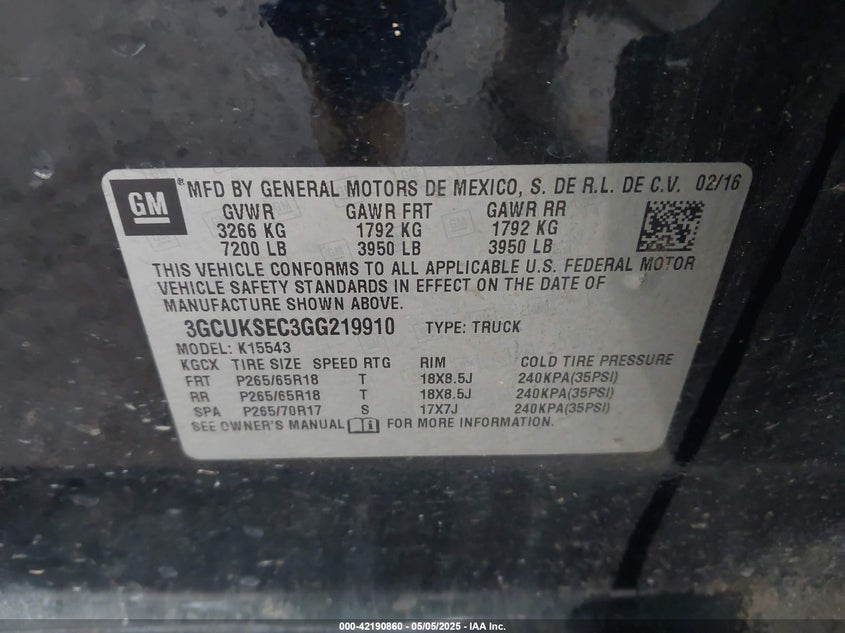 GM ® MFD BY GENERAL MOTORS DE MEXICO, S. DE R.L. DE C.V. 02/16
GVWR GAWR FRT GAWR RR
3266 KG 1792 KG 1792 KG
7200 LB 3950 LB 3950 LB
THIS VEHICLE CONFORMS TO ALL APPLICABLE U.S. FEDERAL MOTOR
VEHICLE SAFETY STANDARDS IN EFFECT ON THE DATE OF
MANUFACTURE SHOWN ABOVE.
3GCUKSEC3GG219910 TYPE: TRUCK
MODEL: K15543
KGCX TIRE SIZE SPEED RTG RIM COLD TIRE PRESSURE
FRT P265/65R18 T 18X8.5J 240KPA(35PSI)
RR P265/65R18 T 18X8.5J 240KPA(35PSI)
SPA P265/70R17 S 17X7J 240KPA(35PSI)
SEE OWNER'S MANUAL i FOR MORE INFORMATION.
000-42190860 - 05/05/2025 - IAA Inc.